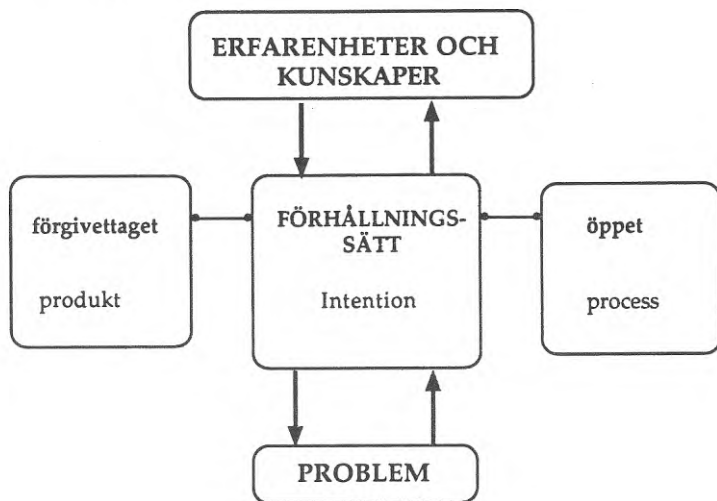 ERFARENHETER OCH
KUNSKAPER
förgivettaget
produkt
FÖRHÅLLNINGS-
SÄTT
Intention
öppet
process
PROBLEM